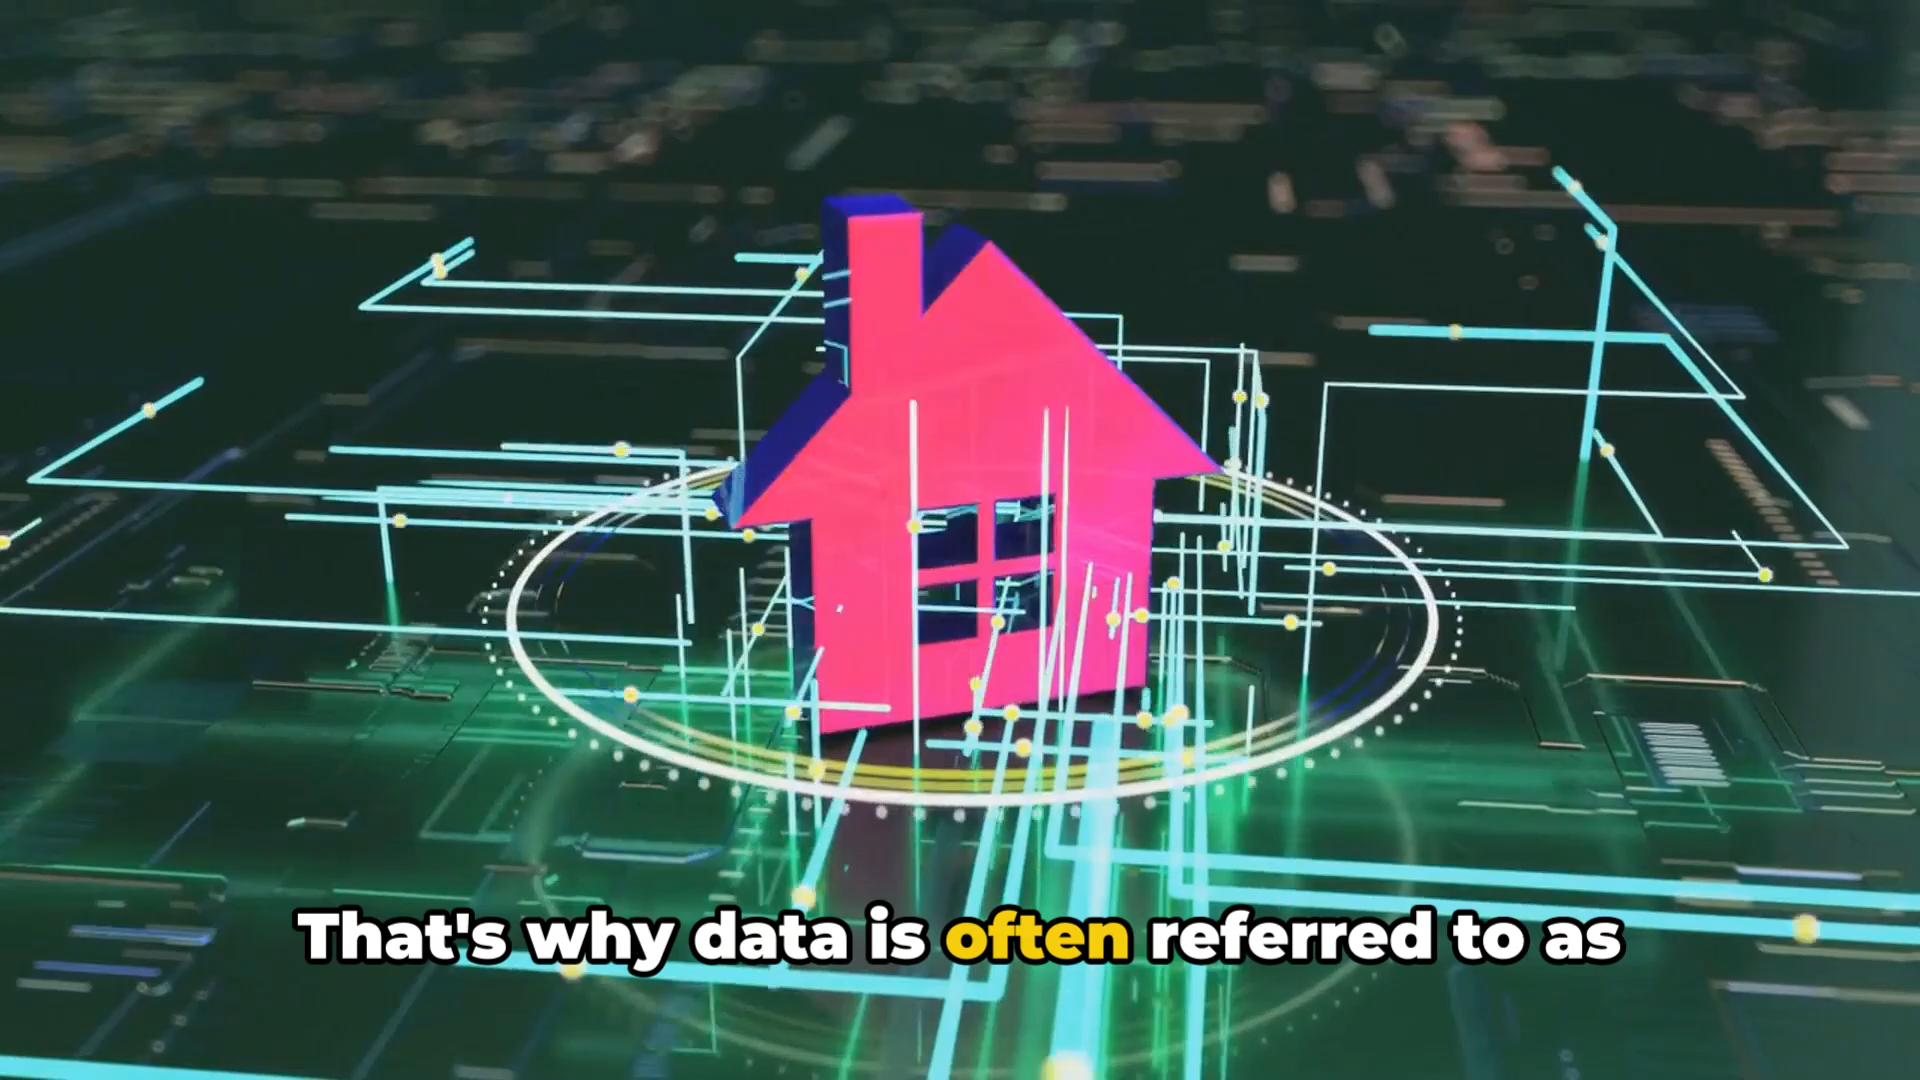 That's why data is often referred to as